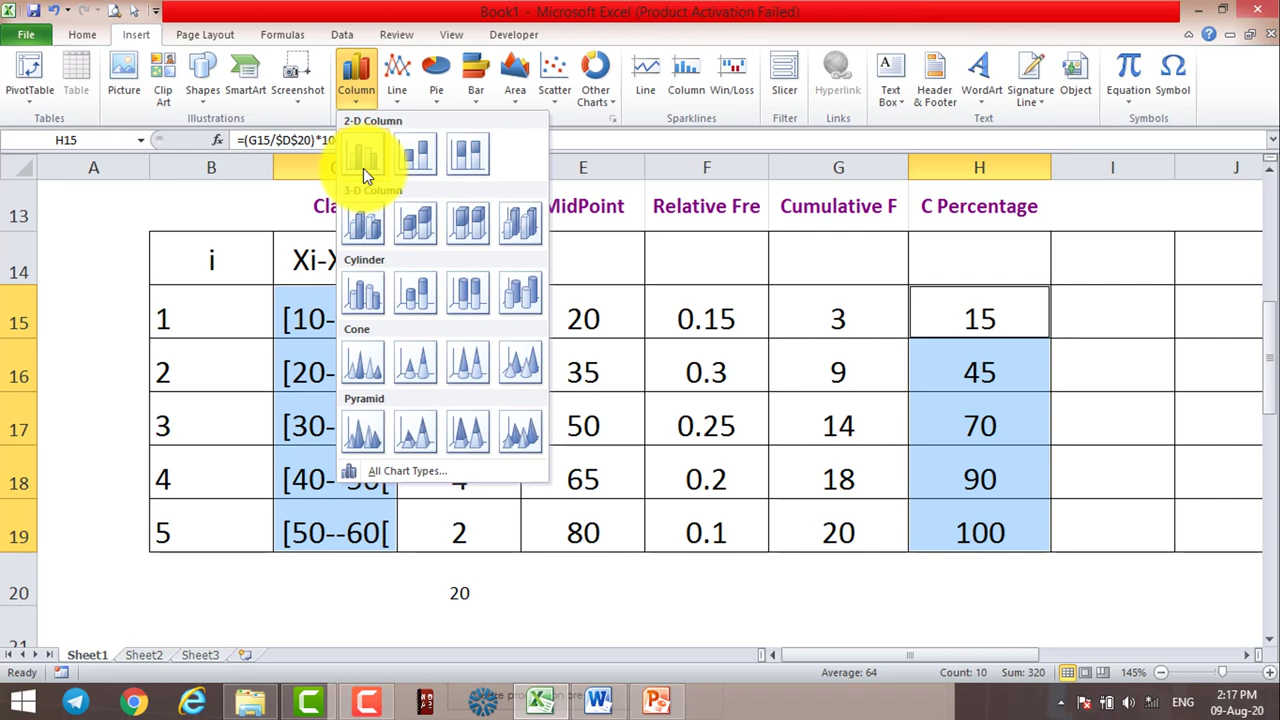 Book1 - Microsoft Excel (Product Activation Failed)
File Home Insert Page Layout Formulas Data Review View Developer
PivotTable Table Picture Clip Art Shapes SmartArt Screenshot Column Line Pie Bar Area Scatter Other Charts Line Column Win/Loss Slicer Text Box Header & Footer WordArt Signature Line Object Equation Symbol
Tables Illustrations Sparklines Filter Links Text Symbols
H15 fx =(G15/$D$20)*10
2-D Column
3-D Column
Cylinder
Cone
Pyramid
All Chart Types...
A B E F G H I J
13 Cla MidPoint Relative Fre Cumulative F C Percentage
14 i
15 1 [10- 20 0.15 3 15
16 2 [20- 35 0.3 9 45
17 3 [30- 50 0.25 14 70
18 4 65 0.2 18 90
19 5 [50--60[ 2 80 0.1 20 100
20 20
21
Sheet1 Sheet2 Sheet3
Ready Average: 64 Count: 10 Sum: 320 145%
ENG 2:17 PM
09-Aug-20